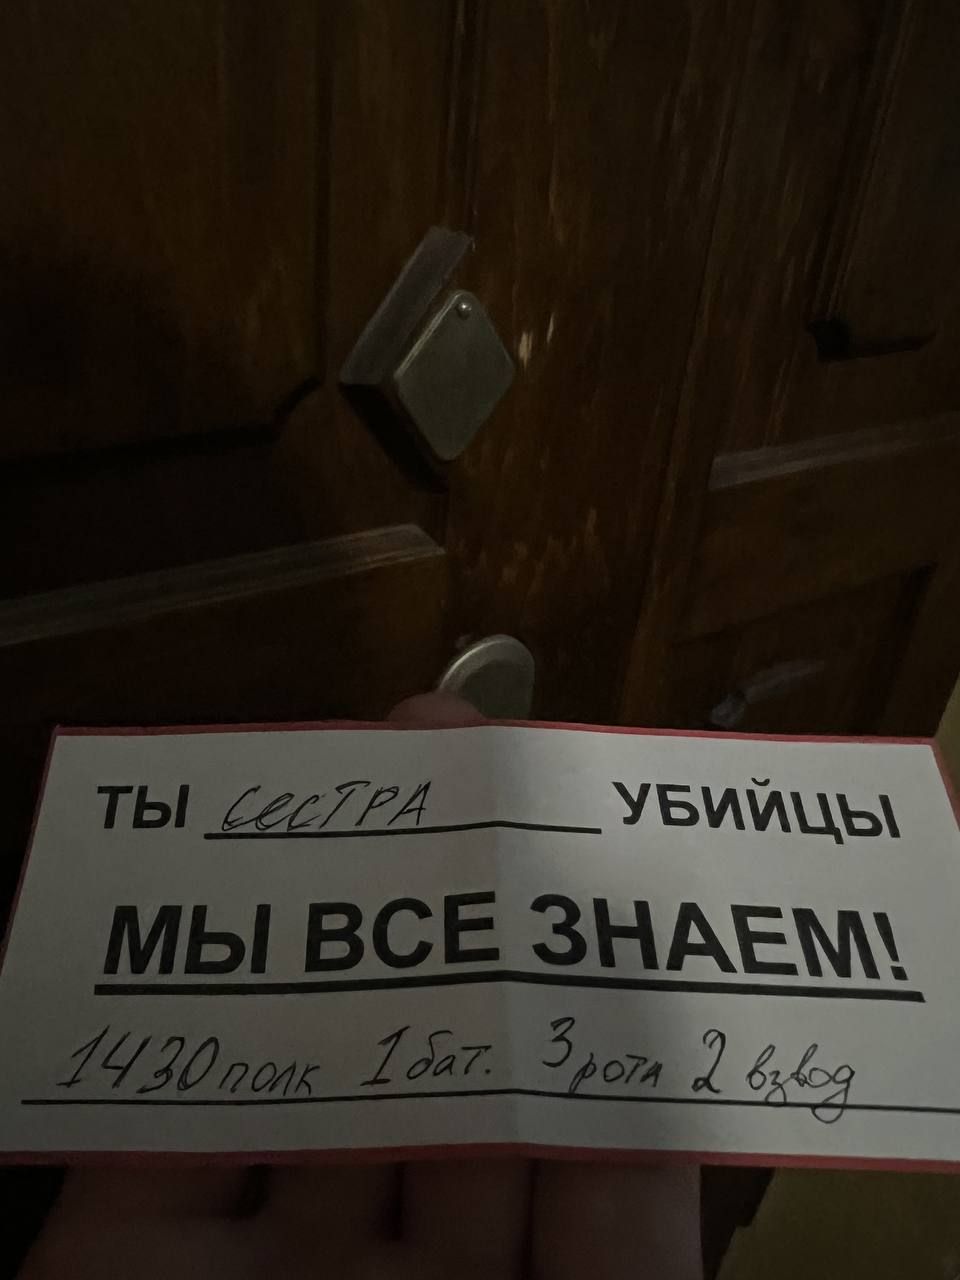 ТЫ сестРА УБИЙЦЫ
МЫ ВСЕ ЗНАЕМ!
1430 полк 1 бат. 3 рота 2 взвод